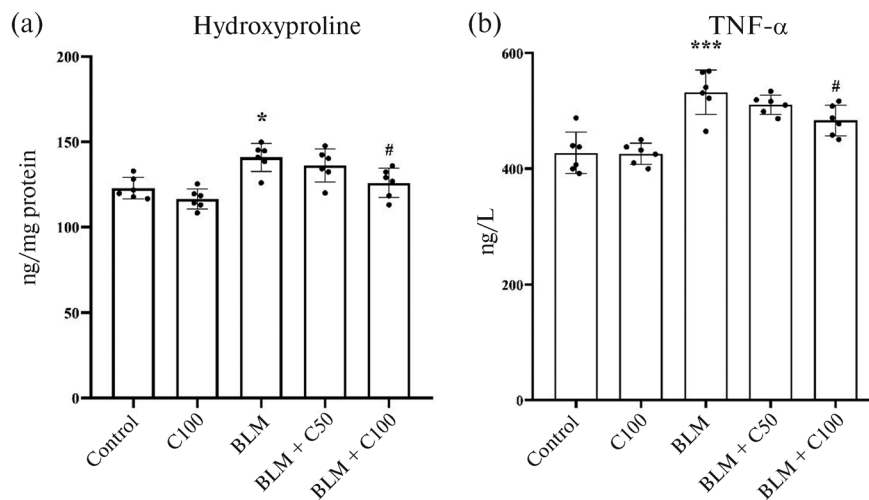 (a)
Hydroxyproline
ng/mg protein
200
150
100
50
0
*
#
Control
C100
BLM
BLM + C50
BLM + C100
(b)
TNF-α
ng/L
600
400
200
0
***
#
Control
C100
BLM
BLM + C50
BLM + C100